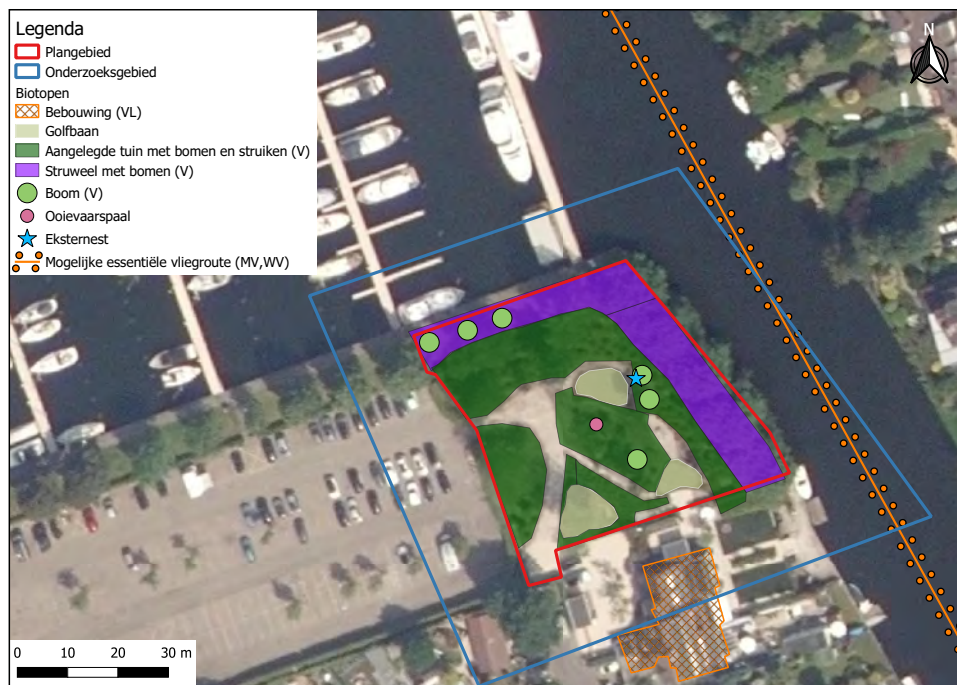 Legenda
Plangebied
Onderzoeksgebied
Biotopen
Bebouwing (VL)
Golfbaan
Aangelegde tuin met bomen en struiken (V)
Struweel met bomen (V)
Boom (V)
Ooievaarspaal
Eksternest
Mogelijke essentiële vliegroute (MV,WV)
N
0 10 20 30 m